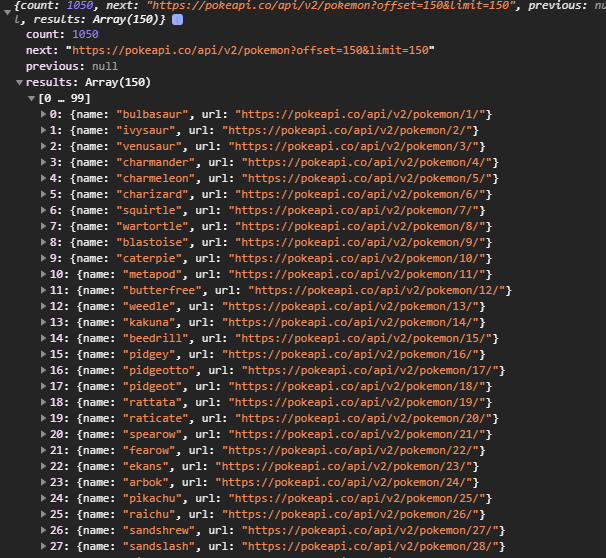 {count: 1050, next: "https://pokeapi.co/api/v2/pokemon?offset=150&limit=150", previous: nu
l, results: Array(150)} i
count: 1050
next: "https://pokeapi.co/api/v2/pokemon?offset=150&limit=150"
previous: null
results: Array(150)
[0 … 99]
0: {name: "bulbasaur", url: "https://pokeapi.co/api/v2/pokemon/1/"}
1: {name: "ivysaur", url: "https://pokeapi.co/api/v2/pokemon/2/"}
2: {name: "venusaur", url: "https://pokeapi.co/api/v2/pokemon/3/"}
3: {name: "charmander", url: "https://pokeapi.co/api/v2/pokemon/4/"}
4: {name: "charmeleon", url: "https://pokeapi.co/api/v2/pokemon/5/"}
5: {name: "charizard", url: "https://pokeapi.co/api/v2/pokemon/6/"}
6: {name: "squirtle", url: "https://pokeapi.co/api/v2/pokemon/7/"}
7: {name: "wartortle", url: "https://pokeapi.co/api/v2/pokemon/8/"}
8: {name: "blastoise", url: "https://pokeapi.co/api/v2/pokemon/9/"}
9: {name: "caterpie", url: "https://pokeapi.co/api/v2/pokemon/10/"}
10: {name: "metapod", url: "https://pokeapi.co/api/v2/pokemon/11/"}
11: {name: "butterfree", url: "https://pokeapi.co/api/v2/pokemon/12/"}
12: {name: "weedle", url: "https://pokeapi.co/api/v2/pokemon/13/"}
13: {name: "kakuna", url: "https://pokeapi.co/api/v2/pokemon/14/"}
14: {name: "beedrill", url: "https://pokeapi.co/api/v2/pokemon/15/"}
15: {name: "pidgey", url: "https://pokeapi.co/api/v2/pokemon/16/"}
16: {name: "pidgeotto", url: "https://pokeapi.co/api/v2/pokemon/17/"}
17: {name: "pidgeot", url: "https://pokeapi.co/api/v2/pokemon/18/"}
18: {name: "rattata", url: "https://pokeapi.co/api/v2/pokemon/19/"}
19: {name: "raticate", url: "https://pokeapi.co/api/v2/pokemon/20/"}
20: {name: "spearow", url: "https://pokeapi.co/api/v2/pokemon/21/"}
21: {name: "fearow", url: "https://pokeapi.co/api/v2/pokemon/22/"}
22: {name: "ekans", url: "https://pokeapi.co/api/v2/pokemon/23/"}
23: {name: "arbok", url: "https://pokeapi.co/api/v2/pokemon/24/"}
24: {name: "pikachu", url: "https://pokeapi.co/api/v2/pokemon/25/"}
25: {name: "raichu", url: "https://pokeapi.co/api/v2/pokemon/26/"}
26: {name: "sandshrew", url: "https://pokeapi.co/api/v2/pokemon/27/"}
27: {name: "sandslash", url: "https://pokeapi.co/api/v2/pokemon/28/"}